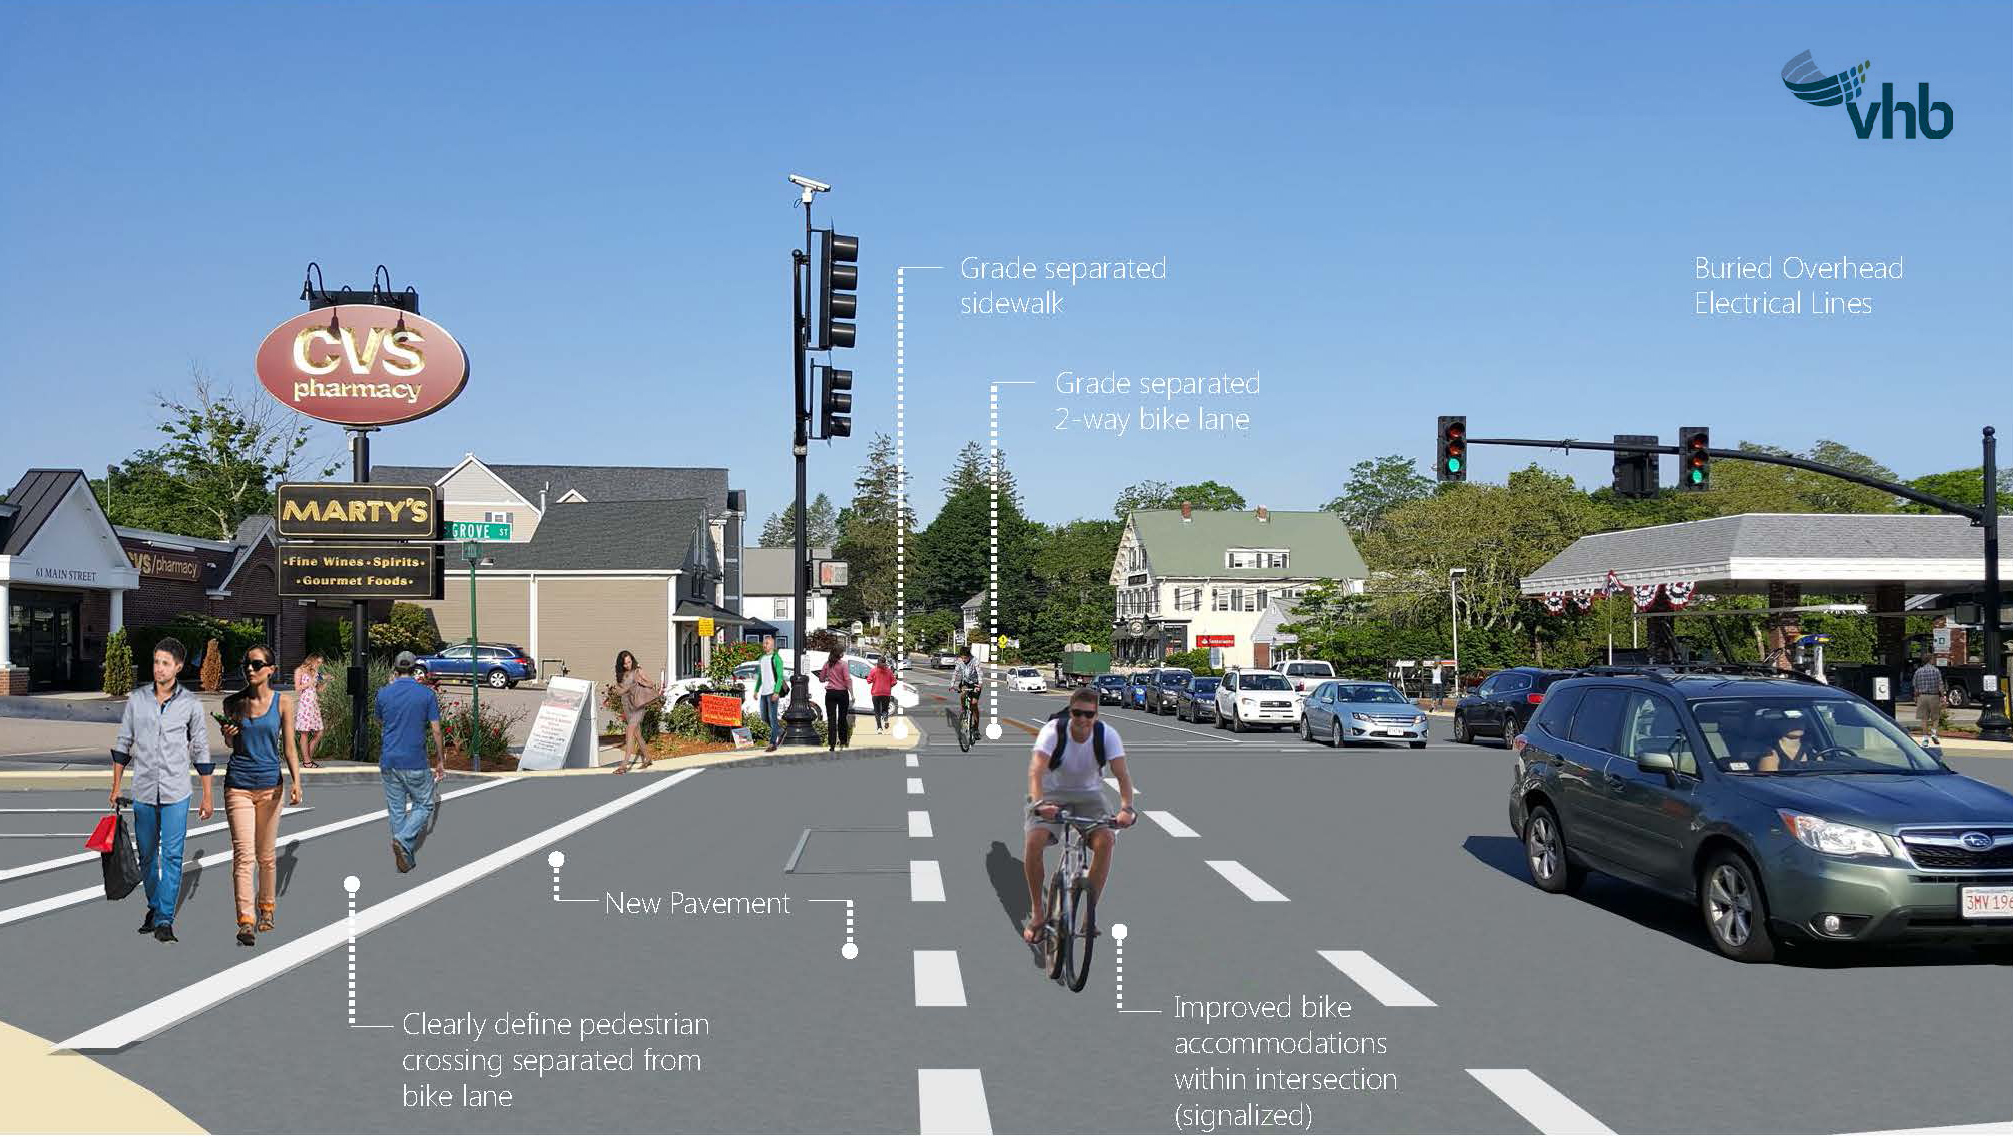 vhb
Grade separated
sidewalk
Buried Overhead
Electrical Lines
CVS
pharmacy
Grade separated
2-way bike lane
MARTY'S
GROVE ST
Fine Wines • Spirits
Gourmet Foods
CVS/pharmacy
61 MAIN STREET
New Pavement
3MV 196
Clearly define pedestrian
crossing separated from
bike lane
Improved bike
accommodations
within intersection
(signalized)